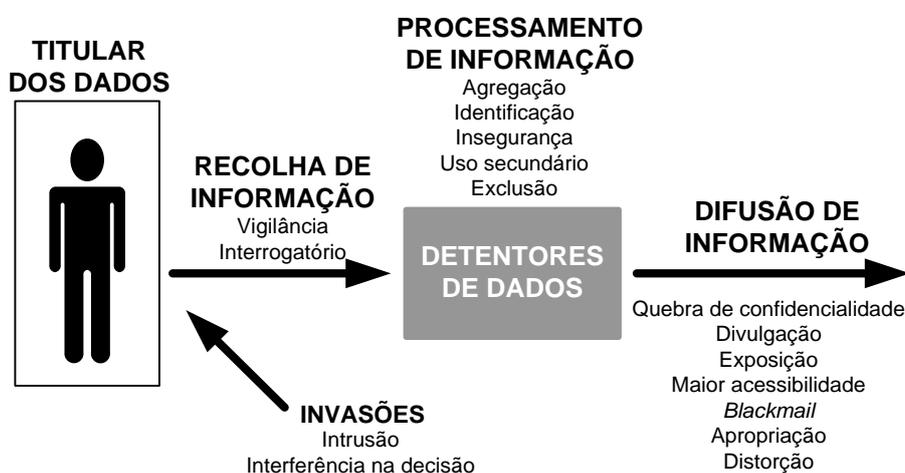 TITULAR
DOS DADOS
RECOLHA DE
INFORMAÇÃO
Vigilância
Interrogatório
INVASÕES
Intrusão
Interferência na decisão
PROCESSAMENTO
DE INFORMAÇÃO
Agregação
Identificação
Insegurança
Uso secundário
Exclusão
DETENTORES
DE DADOS
DIFUSÃO DE
INFORMAÇÃO
Quebra de confidencialidade
Divulgação
Exposição
Maior acessibilidade
Blackmail
Apropriação
Distorção